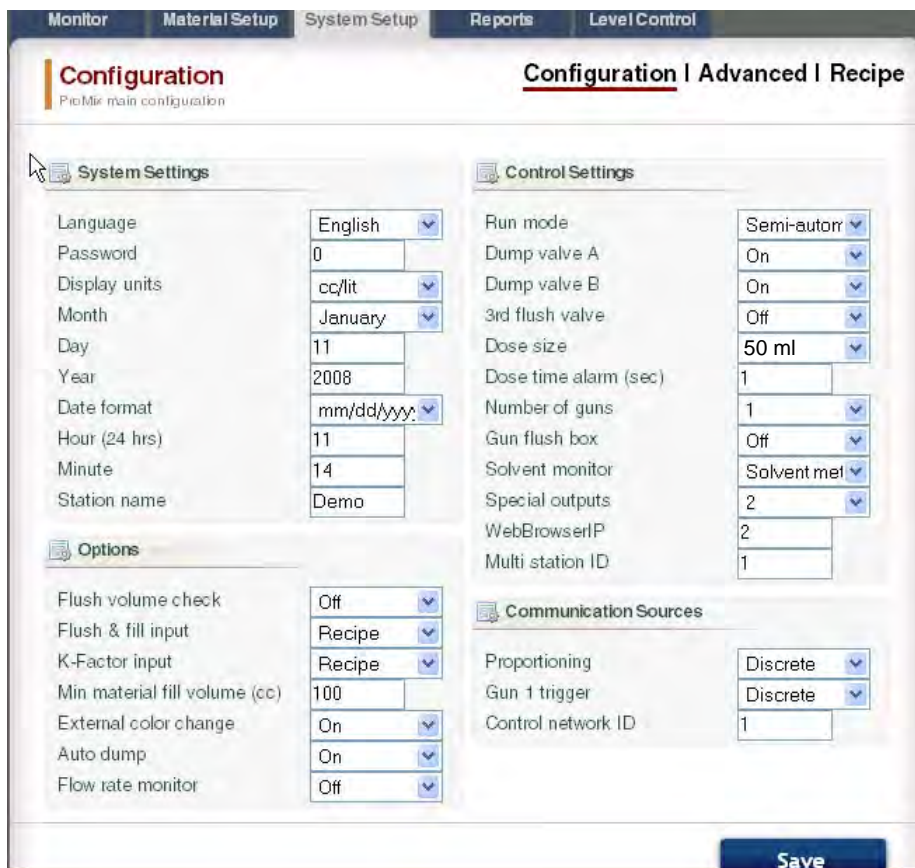 Monitor Material Setup System Setup Reports Level Control
Configuration
ProMix main configuration
Configuration | Advanced | Recipe
System Settings
Language English
Password 0
Display units cc/lit
Month January
Day 11
Year 2008
Date format mm/dd/yyy
Hour (24 hrs) 11
Minute 14
Station name Demo
Options
Flush volume check Off
Flush & fill input Recipe
K-Factor input Recipe
Min material fill volume (cc) 100
External color change On
Auto dump On
Flow rate monitor Off
Control Settings
Run mode Semi-autom
Dump valve A On
Dump valve B On
3rd flush valve Off
Dose size 50 ml
Dose time alarm (sec) 1
Number of guns 1
Gun flush box Off
Solvent monitor Solvent met
Special outputs 2
WebBrowserIP 2
Multi station ID 1
Communication Sources
Proportioning Discrete
Gun 1 trigger Discrete
Control network ID 1
Save